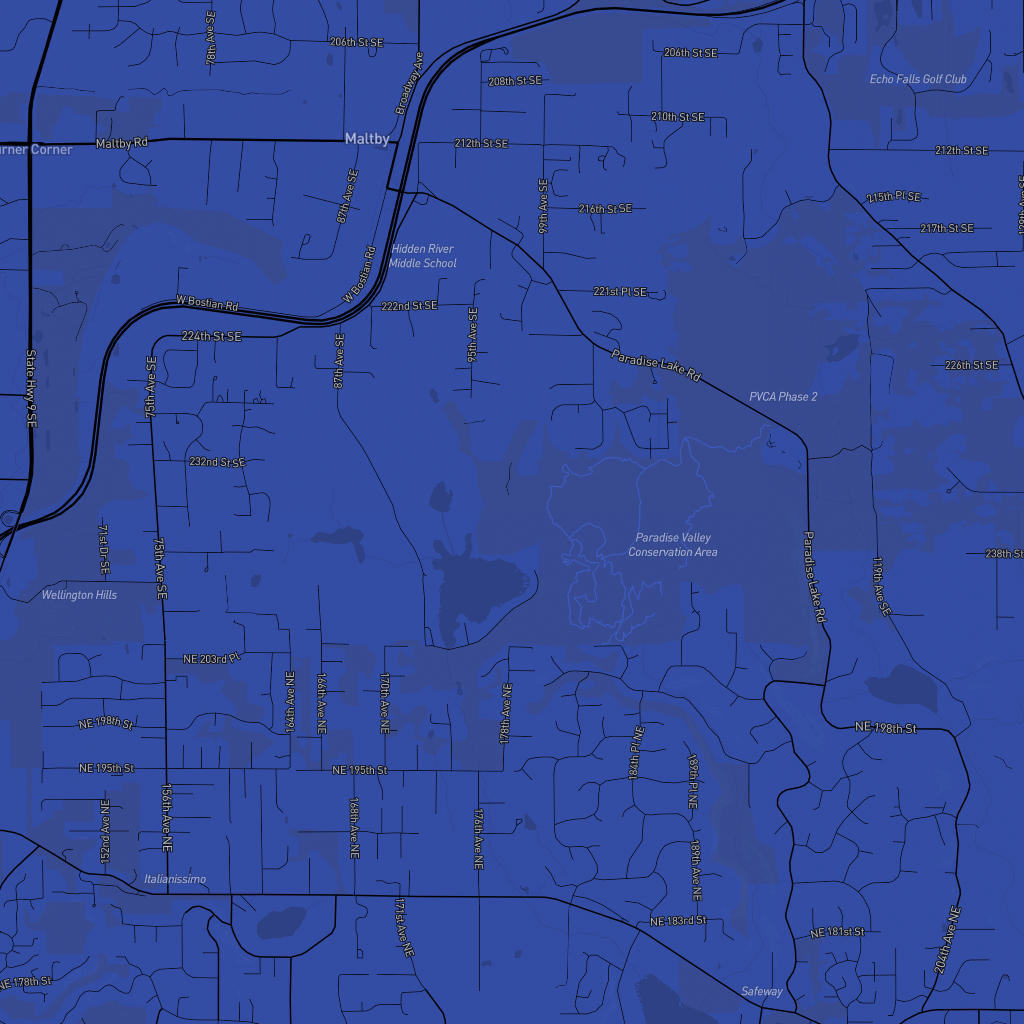 78th Ave SE
206th St SE
206th St SE
Broadway Ave
208th St SE
Echo Falls Golf Club
210th St SE
Maltby Rd
Maltby
212th St SE
212th St SE
rner Corner
87th Ave SE
99th Ave SE
216th St SE
215th Pl SE
217th St SE
129th Ave SE
Hidden River
Middle School
W Bostian Rd
W Bostian Rd
221st Pl SE
222nd St SE
224th St SE
95th Ave SE
87th Ave SE
State Hwy 9 SE
75th Ave SE
Paradise Lake Rd
226th St SE
PVCA Phase 2
232nd St SE
71st Dr SE
75th Ave SE
Paradise Valley
Conservation Area
Paradise Lake Rd
119th Ave SE
238th St
Wellington Hills
NE 203rd Pl
164th Ave NE
166th Ave NE
170th Ave NE
178th Ave NE
NE 198th St
184th Pl NE
NE 198th St
NE 195th St
NE 195th St
189th Pl NE
152nd Ave NE
156th Ave NE
168th Ave NE
176th Ave NE
189th Ave NE
Italianissimo
171st Ave NE
NE 183rd St
NE 181st St
204th Ave NE
NE 178th St
Safeway